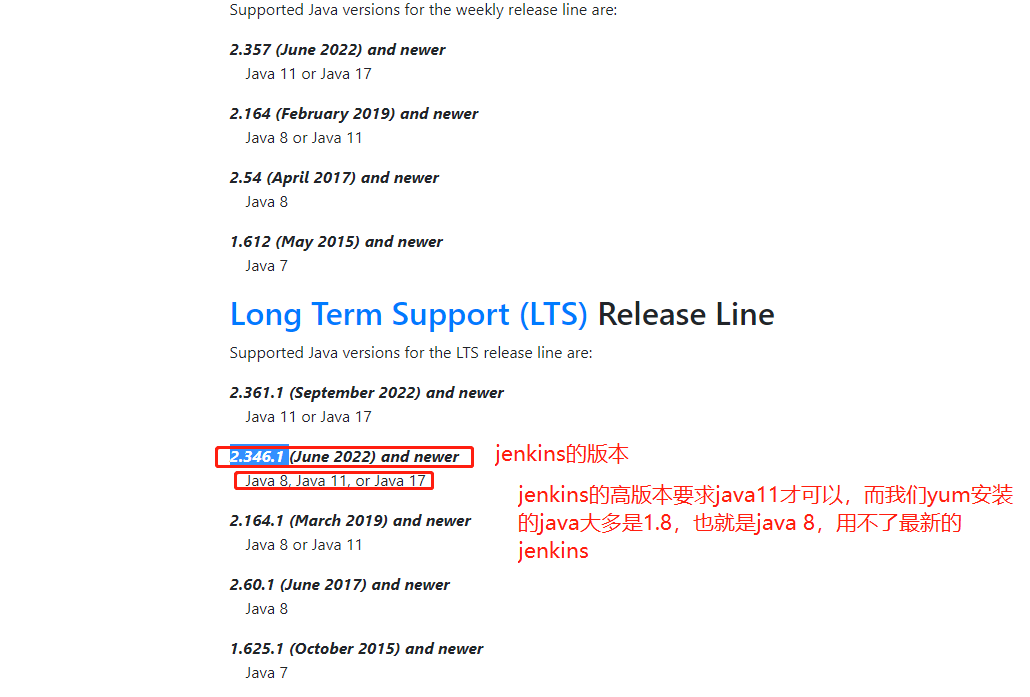 Supported Java versions for the weekly release line are:
2.357 (June 2022) and newer
Java 11 or Java 17
2.164 (February 2019) and newer
Java 8 or Java 11
2.54 (April 2017) and newer
Java 8
1.612 (May 2015) and newer
Java 7
Long Term Support (LTS) Release Line
Supported Java versions for the LTS release line are:
2.361.1 (September 2022) and newer
Java 11 or Java 17
2.346.1 (June 2022) and newer
jenkins的版本
Java 8, Java 11, or Java 17
jenkins的高版本要求java11才可以，而我们yum安装
的java大多是1.8，也就是java 8，用不了最新的
jenkins
2.164.1 (March 2019) and newer
Java 8 or Java 11
2.60.1 (June 2017) and newer
Java 8
1.625.1 (October 2015) and newer
Java 7